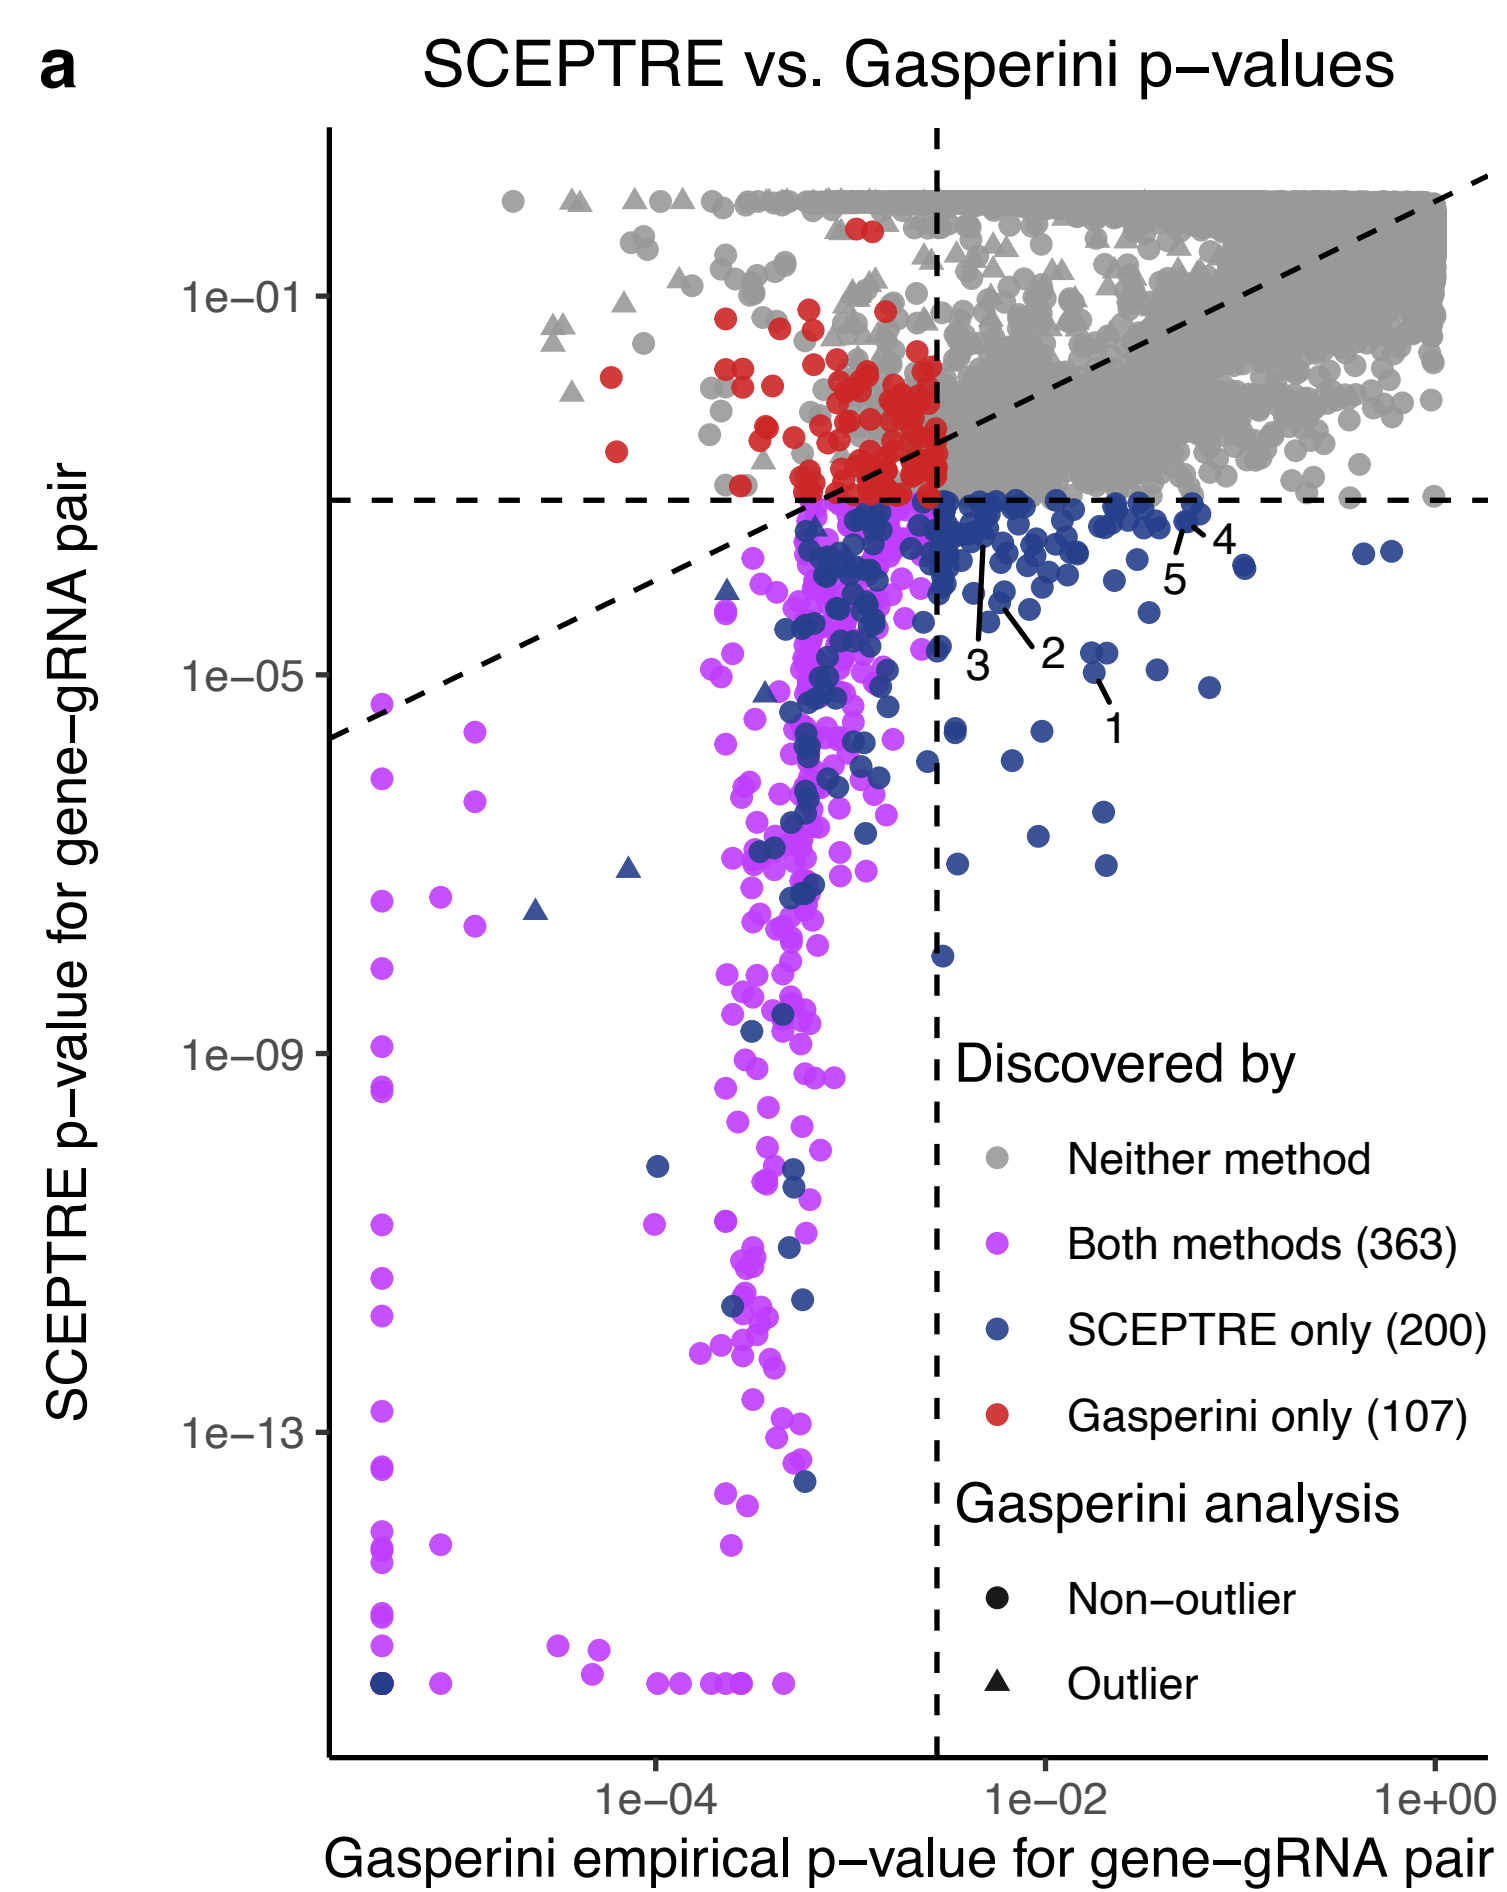 a
SCEPTRE vs. Gasperini p−values
SCEPTRE p−value for gene−gRNA pair
1e−01
1e−05
1e−09
1e−13
4
5
3
2
1
Discovered by
Neither method
Both methods (363)
SCEPTRE only (200)
Gasperini only (107)
Gasperini analysis
Non−outlier
Outlier
1e−04
1e−02
1e+00
Gasperini empirical p−value for gene−gRNA pair